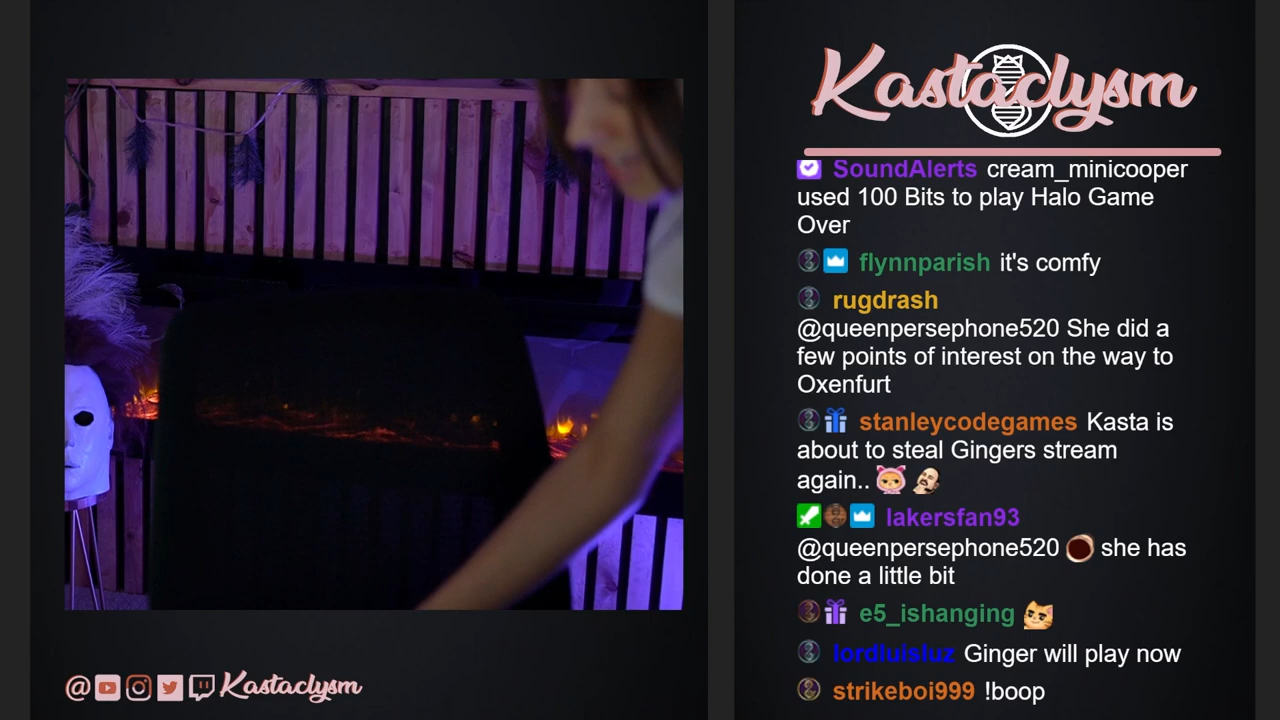 Kastaclysm
SoundAlerts cream_minicooper
used 100 Bits to play Halo Game
Over
flynnparish it's comfy
rugdrash
@queenpersephone520 She did a
few points of interest on the way to
Oxenfurt
stanleycodegames Kasta is
about to steal Gingers stream
again..
lakersfan93
@queenpersephone520 she has
done a little bit
e5_ishanging
lordluisluz Ginger will play now
strikeboi999 !boop
@ Kastaclysm